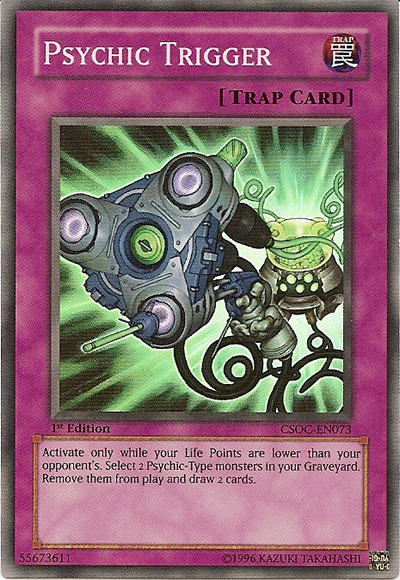 PSYCHIC TRIGGER
TRAP
罠
[TRAP CARD]
1st Edition
CSOC-EN073
Activate only while your Life Points are lower than your
opponent's. Select 2 Psychic-Type monsters in your Graveyard.
Remove them from play and draw 2 cards.
55673611
©1996 KAZUKI TAKAHASHI